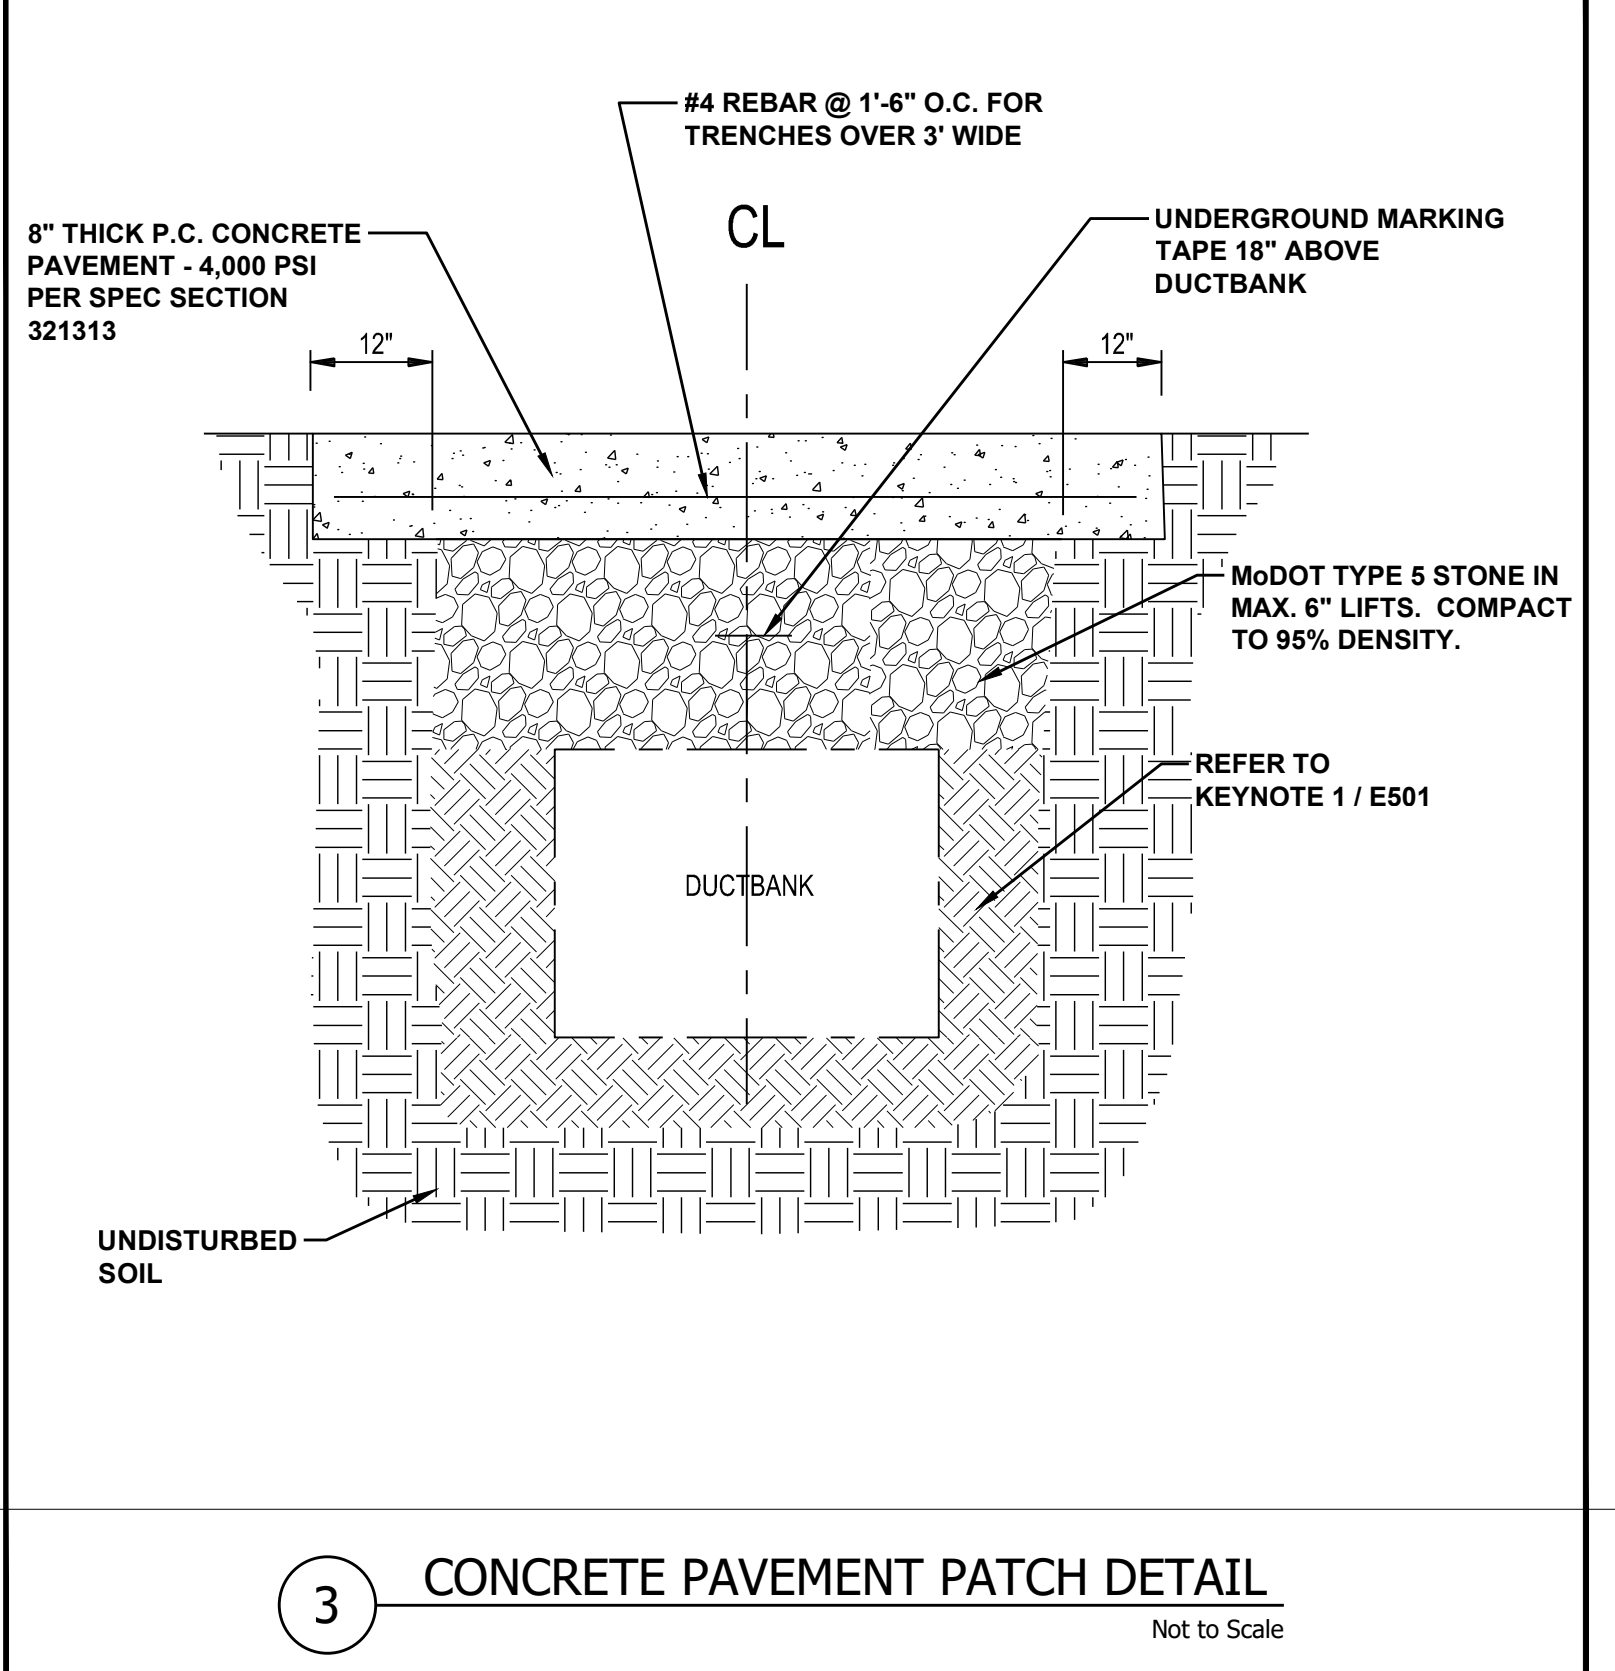 #4 REBAR @ 1'-6" O.C. FOR
TRENCHES OVER 3' WIDE
CL
8" THICK P.C. CONCRETE
PAVEMENT - 4,000 PSI
PER SPEC SECTION
321313
UNDERGROUND MARKING
TAPE 18" ABOVE
DUCTBANK
12"
12"
MoDOT TYPE 5 STONE IN
MAX. 6" LIFTS. COMPACT
TO 95% DENSITY.
REFER TO
KEYNOTE 1 / E501
DUCTBANK
UNDISTURBED
SOIL
3
CONCRETE PAVEMENT PATCH DETAIL
Not to Scale